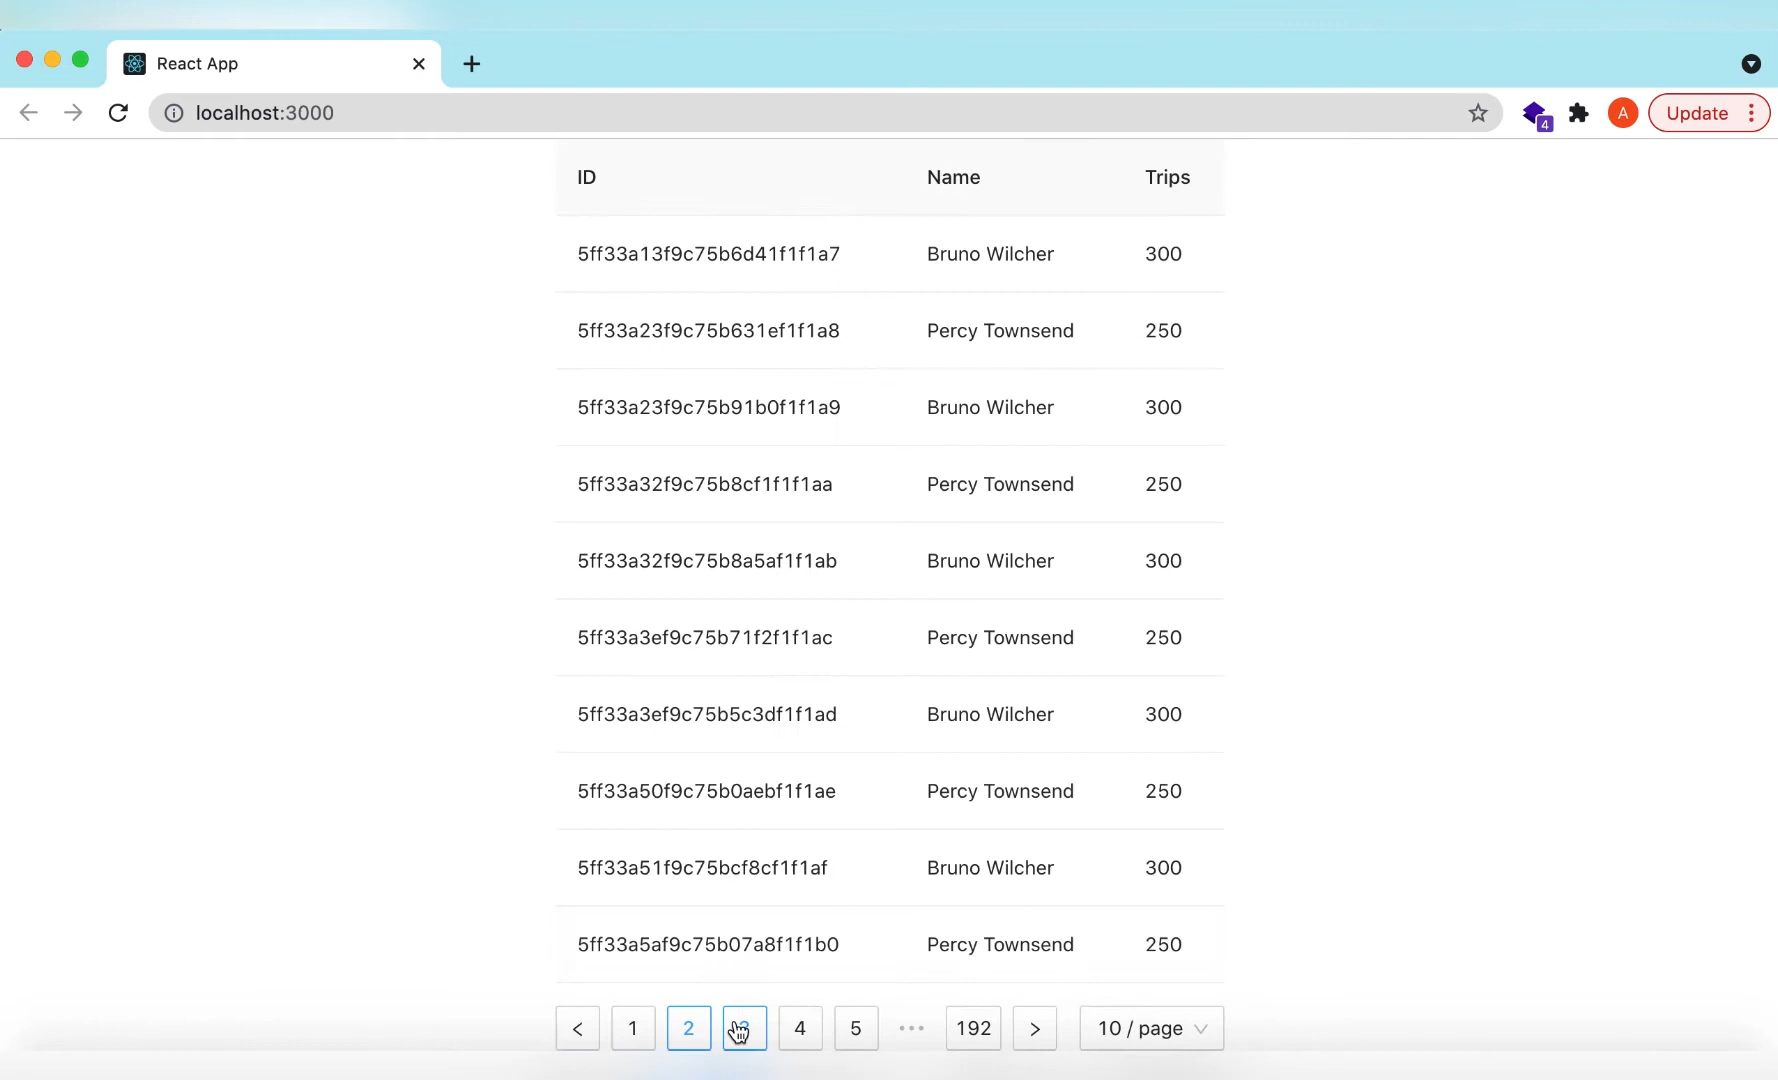 React App
localhost:3000
4
A
Update
ID Name Trips
5ff33a13f9c75b6d41f1f1a7 Bruno Wilcher 300
5ff33a23f9c75b631ef1f1a8 Percy Townsend 250
5ff33a23f9c75b91b0f1f1a9 Bruno Wilcher 300
5ff33a32f9c75b8cf1f1f1aa Percy Townsend 250
5ff33a32f9c75b8a5af1f1ab Bruno Wilcher 300
5ff33a3ef9c75b71f2f1f1ac Percy Townsend 250
5ff33a3ef9c75b5c3df1f1ad Bruno Wilcher 300
5ff33a50f9c75b0aebf1f1ae Percy Townsend 250
5ff33a51f9c75bcf8cf1f1af Bruno Wilcher 300
5ff33a5af9c75b07a8f1f1b0 Percy Townsend 250
< 1 2 3 4 5 ••• 192 > 10 / page